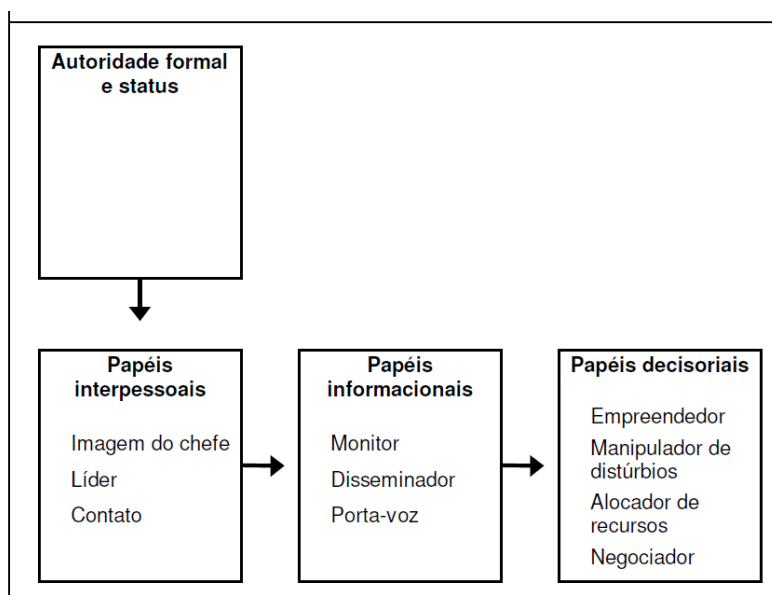 Autoridade formal
e status
Papéis
interpessoais
Imagem do chefe
Líder
Contato
Papéis
informacionais
Monitor
Disseminador
Porta-voz
Papéis decisoriais
Empreendedor
Manipulador de
distúrbios
Alocador de
recursos
Negociador